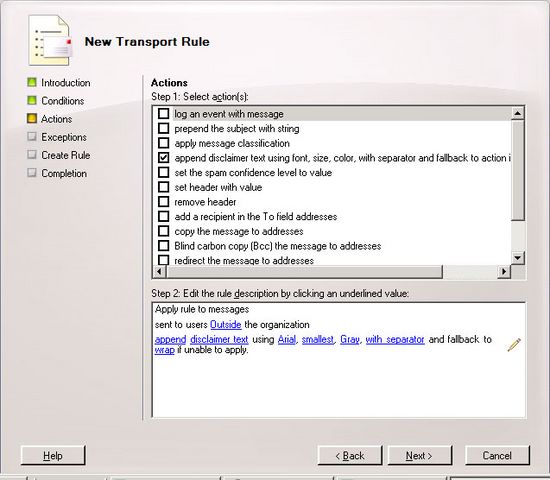 New Transport Rule
Introduction
Conditions
Actions
Exceptions
Create Rule
Completion
Actions
Step 1: Select action(s):
log an event with message
prepend the subject with string
apply message classification
append disclaimer text using font, size, color, with separator and fallback to action i
set the spam confidence level to value
set header with value
remove header
add a recipient in the To field addresses
copy the message to addresses
Blind carbon copy (Bcc) the message to addresses
redirect the message to addresses
Step 2: Edit the rule description by clicking an underlined value:
Apply rule to messages
sent to users Outside the organization
append disclaimer text using Arial, smallest, Gray, with separator and fallback to
wrap if unable to apply.
Help
< Back
Next >
Cancel